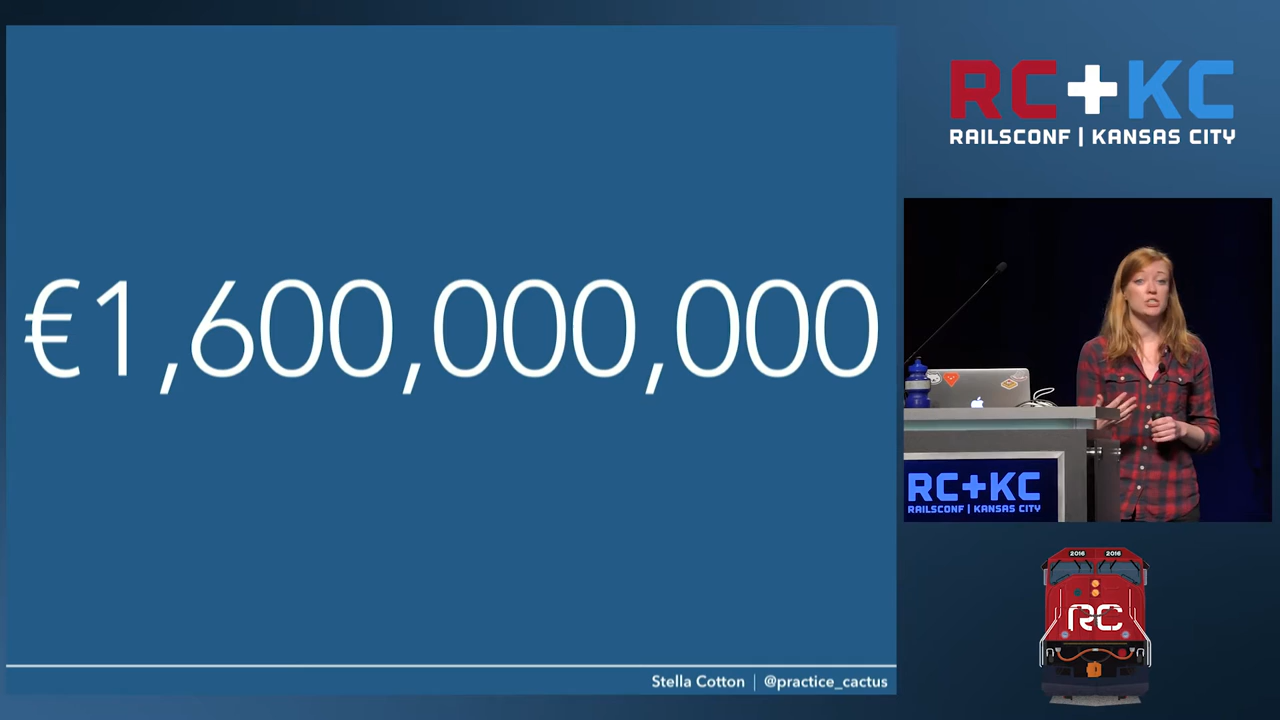 €1,600,000,000
Stella Cotton | @practice_cactus
RC+KC
RAILSCONF | KANSAS CITY
RC+KC
RAILSCONF | KANSAS CITY
2016 2016
RC